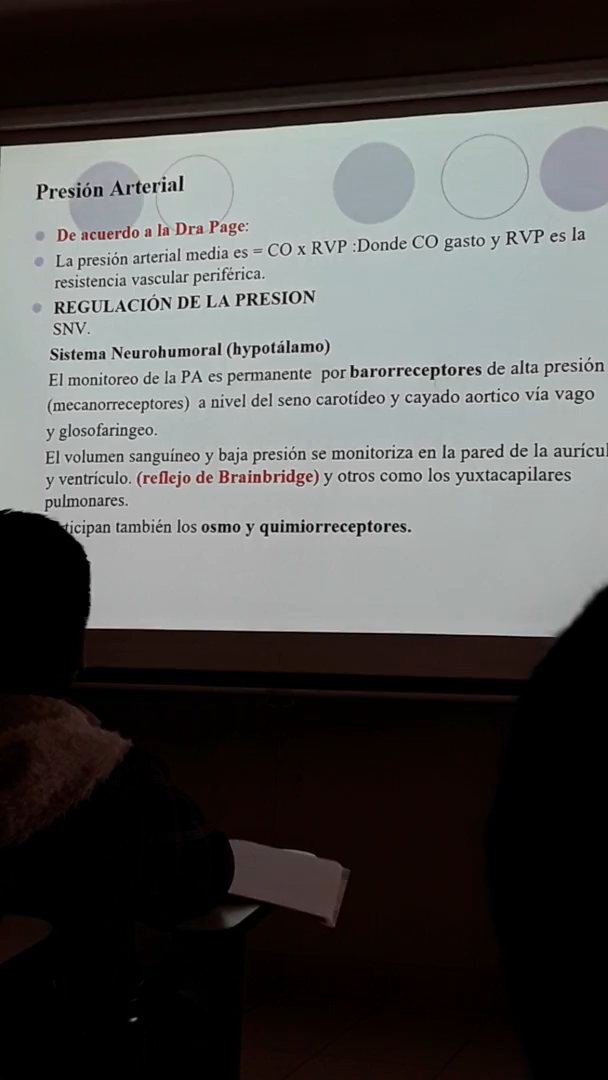 Presión Arterial
De acuerdo a la Dra Page:
La presión arterial media es = CO x RVP :Donde CO gasto y RVP es la
resistencia vascular periférica.
REGULACIÓN DE LA PRESION
SNV.
Sistema Neurohumoral (hypotálamo)
El monitoreo de la PA es permanente por barorreceptores de alta presión
(mecanorreceptores) a nivel del seno carotídeo y cayado aortico vía vago
y glosofaringeo.
El volumen sanguíneo y baja presión se monitoriza en la pared de la aurícul
y ventrículo. (reflejo de Brainbridge) y otros como los yuxtacapilares
pulmonares.
ticipan también los osmo y quimiorreceptores.